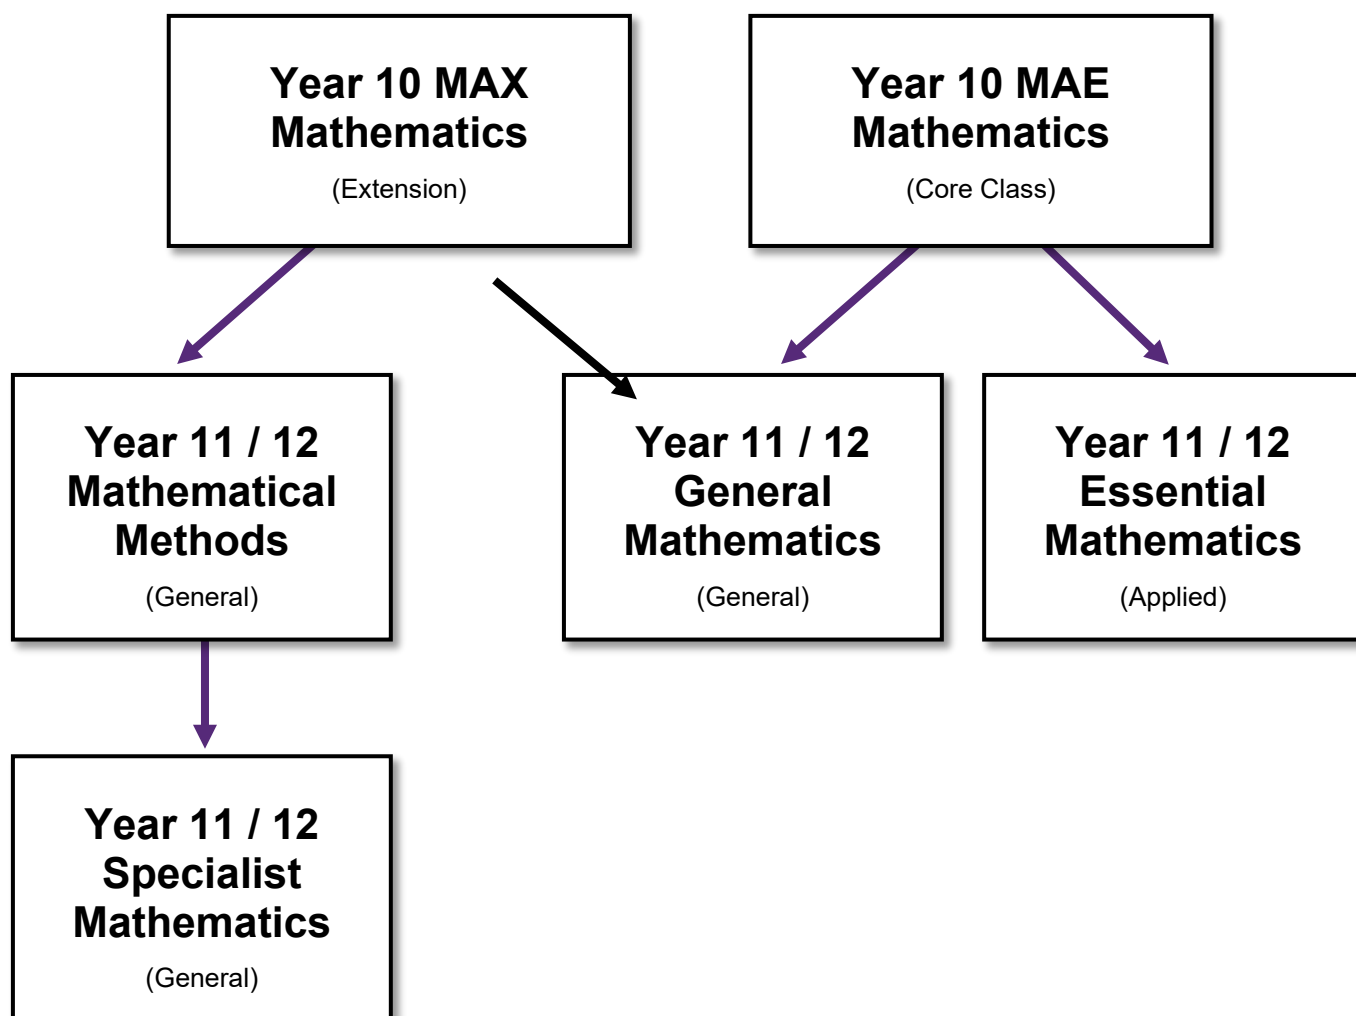 Year 10 MAX
Mathematics
(Extension)
Year 10 MAE
Mathematics
(Core Class)
Year 11 / 12
Mathematical
Methods
(General)
Year 11 / 12
General
Mathematics
(General)
Year 11 / 12
Essential
Mathematics
(Applied)
Year 11 / 12
Specialist
Mathematics
(General)